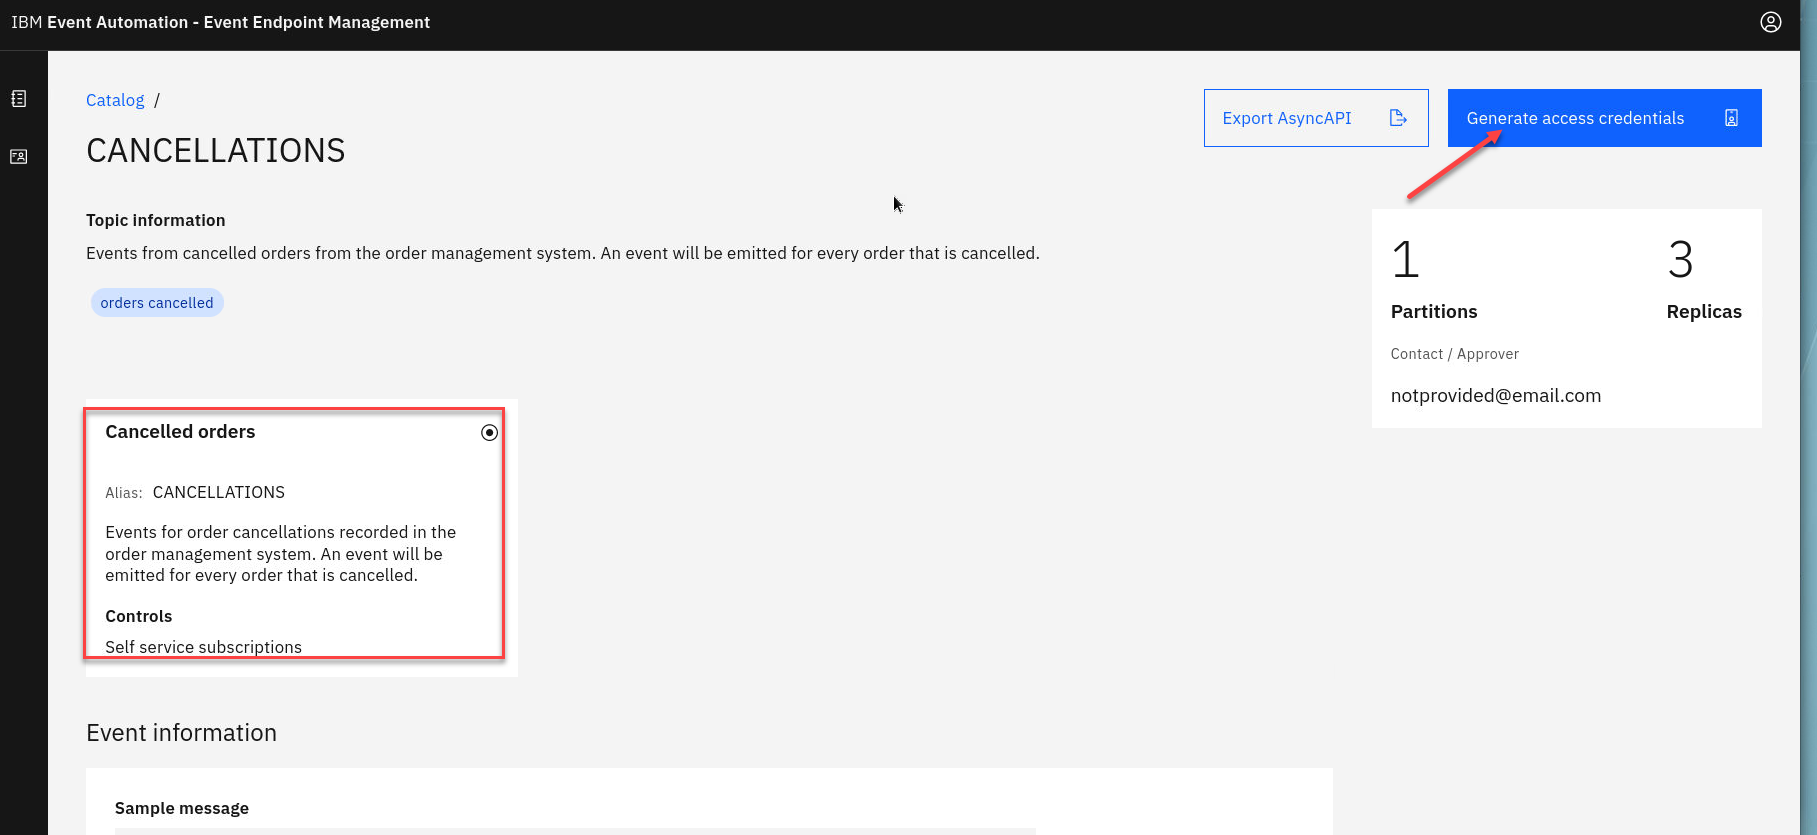 IBM Event Automation - Event Endpoint Management
Catalog /
CANCELLATIONS
Export AsyncAPI
Generate access credentials
Topic information
Events from cancelled orders from the order management system. An event will be emitted for every order that is cancelled.
orders cancelled
1
3
Partitions
Replicas
Contact / Approver
notprovided@email.com
Cancelled orders
Alias: CANCELLATIONS
Events for order cancellations recorded in the
order management system. An event will be
emitted for every order that is cancelled.
Controls
Self service subscriptions
Event information
Sample message